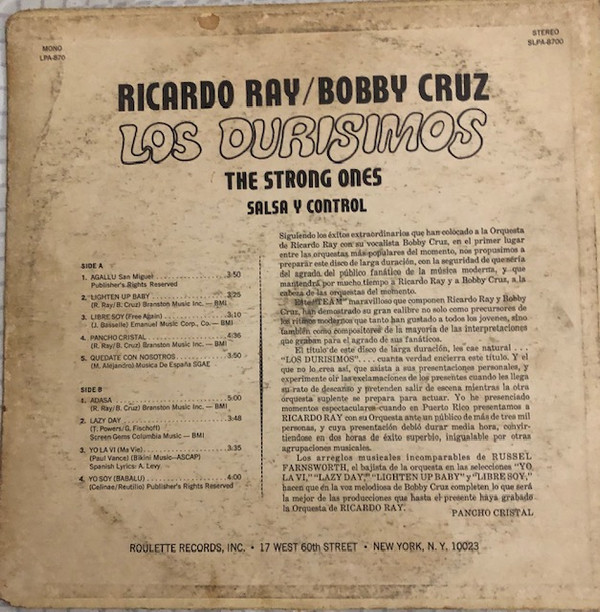 MONO
LPA-870
STEREO
SLPA-8700
RICARDO RAY/BOBBY CRUZ
LOS DURISIMOS
THE STRONG ONES
SALSA Y CONTROL
SIDE A
1. AGALLU San Miguel .................... 3:50
Publisher's Rights Reserved
2. LIGHTEN UP BABY .................... 3:25
(R. Ray/B. Cruz) Branston Music Inc. — BMI
3. LIBRE SOY (Free Again) .................... 3:10
(J. Basselle) Emanuel Music Corp., Co.— BMI
4. PANCHO CRISTAL .................... 4:36
(R. Ray/B. Cruz) Branston Music Inc. — BMI
5. QUEDATE CON NOSOTROS .................... 3:50
(M. Alejandro) Musica De España SGAE
SIDE B
1. ADASA .................... 5:00
(R. Ray/B. Cruz) Branston Music Inc. — BMI
2. LAZY DAY .................... 3:48
(T. Powers/G. Fischoff)
Screen Gems Columbia Music — BMI
3. YO LA VI (Ma Vie) .................... 3:35
(Paul Vance) (Bikini Music—ASCAP)
Spanish Lyrics: A. Levy
4. YO SOY (BABALU) .................... 4:00
(Celinae/Reutilio) Publisher's Rights Reserved
Siguiendo los éxitos extraordinarios que han colocado a la Orquesta
de Ricardo Ray con su vocalista Bobby Cruz, en el primer lugar
entre las orquestas más populares del momento, nos propusimos a
preparar este disco de larga duración, con la seguridad de que sería
del agrado del público fanático de la música moderna, y que
mantendrá por mucho tiempo a Ricardo Ray y a Bobby Cruz, a la
cabeza de las orquestas del momento.
Este "TEAM" maravilloso que componen Ricardo Ray y Bobby
Cruz, han demostrado su gran calibre no solo como precursores de
los ritmos modernos que tanto han gustado a todos los jovenes, sino
también como compositores de la mayoría de las interpretaciones
que graban para el agrado de sus fanáticos.
El título de este disco de larga duración, les cae natural . . .
"LOS DURISIMOS" . . . cuanta verdad encierra este título. Y el
que no lo crea así, que asista a sus presentaciones personales, y
experimente oir las exclamaciones de los presentes cuando les llega
su rato de descanso y pretenden salir de escena mientras la otra
orquesta suplente se prepara para actuar. Yo he presenciado
momentos espectaculares cuando en Puerto Rico presentamos a
RICARDO RAY con su Orquesta ante un público de más de tres mil
personas, y cuya presentación debió durar media hora, convir-
tiendose en dos horas de éxito superbio, inigualable por otras
agrupaciones musicales.
Los arreglos musicales incomparables de RUSSEL
FARNSWORTH, el bajista de la orquesta en las selecciones "YO
LA VI," "LAZY DAY," "LIGHTEN UP BABY" y "LIBRE SOY,"
hacen que en la voz melodiosa de Bobby Cruz completen lo que será
la mejor de las producciones que hasta el presente haya grabado
la Orquesta de RICARDO RAY.
PANCHO CRISTAL
ROULETTE RECORDS, INC. • 17 WEST 60th STREET • NEW YORK, N. Y. 10023